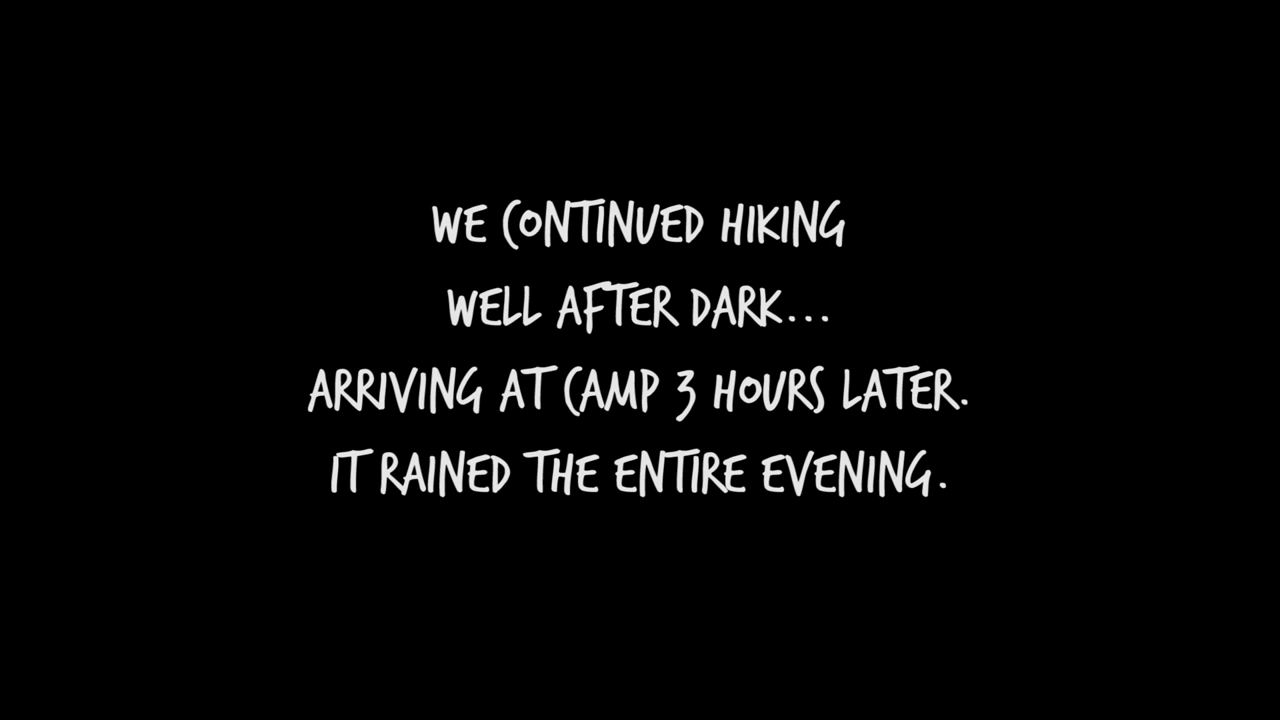 WE CONTINUED HIKING
WELL AFTER DARK...
ARRIVING AT CAMP 3 HOURS LATER.
IT RAINED THE ENTIRE EVENING.